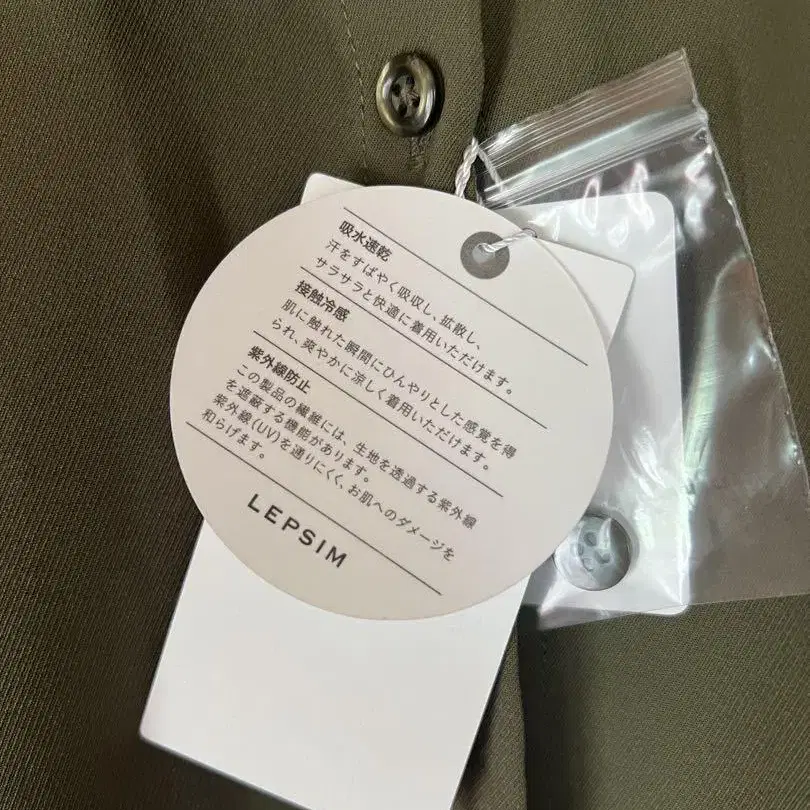 吸水速乾
汗をすばやく吸収し、拡散し、
サラサラと快適に着用いただけます。
接触冷感
肌に触れた瞬間にひんやりとした感覚を得
られ、爽やかに涼しく着用いただけます。
紫外線防止
この製品の繊維には、生地を透過する紫外線
を遮蔽する機能があります。
紫外線(UV)を通りにくく、お肌へのダメージを
和らげます。
LEPSIM